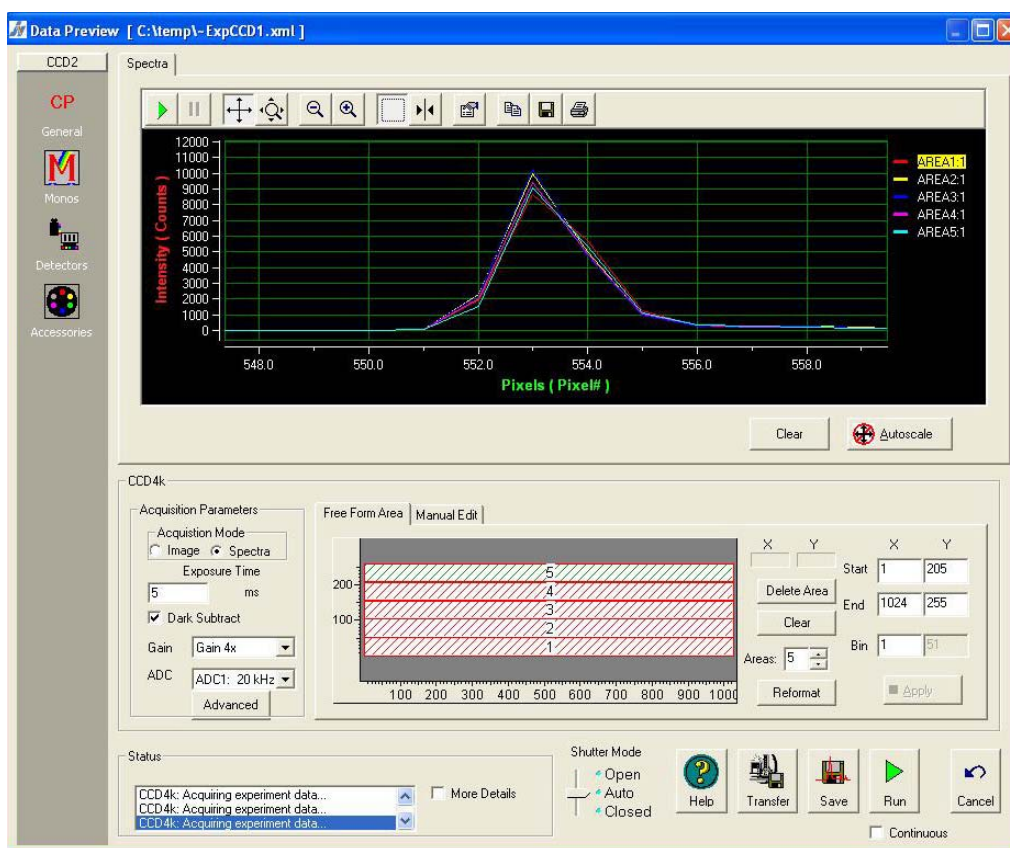 Data Preview [ C:\temp\~ExpCCD1.xml ]
CCD2
Spectra
CP
General
M
Monos
Detectors
Accessories
12000
11000
10000
9000
8000
7000
6000
5000
4000
3000
2000
1000
0
Intensity ( Counts )
548.0 550.0 552.0 554.0 556.0 558.0
Pixels ( Pixel# )
AREA1:1
AREA2:1
AREA3:1
AREA4:1
AREA5:1
Clear
Autoscale
CCD4k
Acquisition Parameters
Acquistion Mode
Image Spectra
Exposure Time
5 ms
Dark Subtract
Gain Gain 4x
ADC ADC1: 20 kHz
Advanced
Free Form Area Manual Edit
200-
100-
5
4
3
2
1
100 200 300 400 500 600 700 800 900 1000
X Y
Delete Area
Clear
Areas: 5
Reformat
X Y
Start 1 205
End 1024 255
Bin 1 51
Apply
Status
CCD4k: Acquiring experiment data...
CCD4k: Acquiring experiment data...
CCD4k: Acquiring experiment data...
More Details
Shutter Mode
Open
Auto
Closed
?
Help
Transfer
Save
Run
Cancel
Continuous